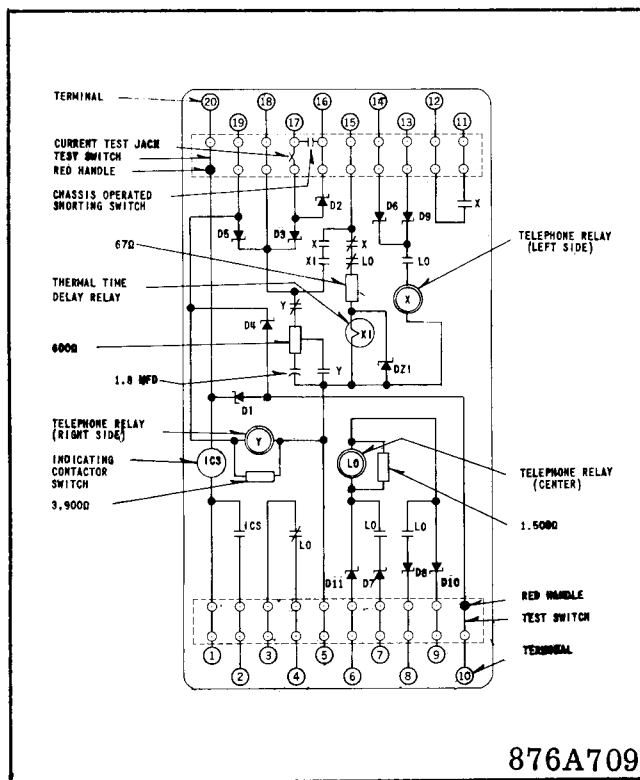 TERMINAL
20 18 16 14 12
19 17 15 13 11
CURRENT TEST JACK
TEST SWITCH
RED HANDLE
CHASSIS OPERATED
SHORTING SWITCH
D2
D6 D9 X
D5 D3
TELEPHONE RELAY
(LEFT SIDE)
67Ω
X X
X1 LO LO
THERMAL TIME
DELAY RELAY
X
Y
D4 X1
600Ω
Y DZ1
1.8 MFD
D1
TELEPHONE RELAY
(RIGHT SIDE)
Y
LO
INDICATING
CONTACTOR
SWITCH
ICS
TELEPHONE RELAY
(CENTER)
3,900Ω
1.500Ω
ICS LO LO LO
D11 D7 D8 D10
RED HANDLE
TEST SWITCH
TERMINAL
1 3 4 5 6 7 9
2 8 10
876A709